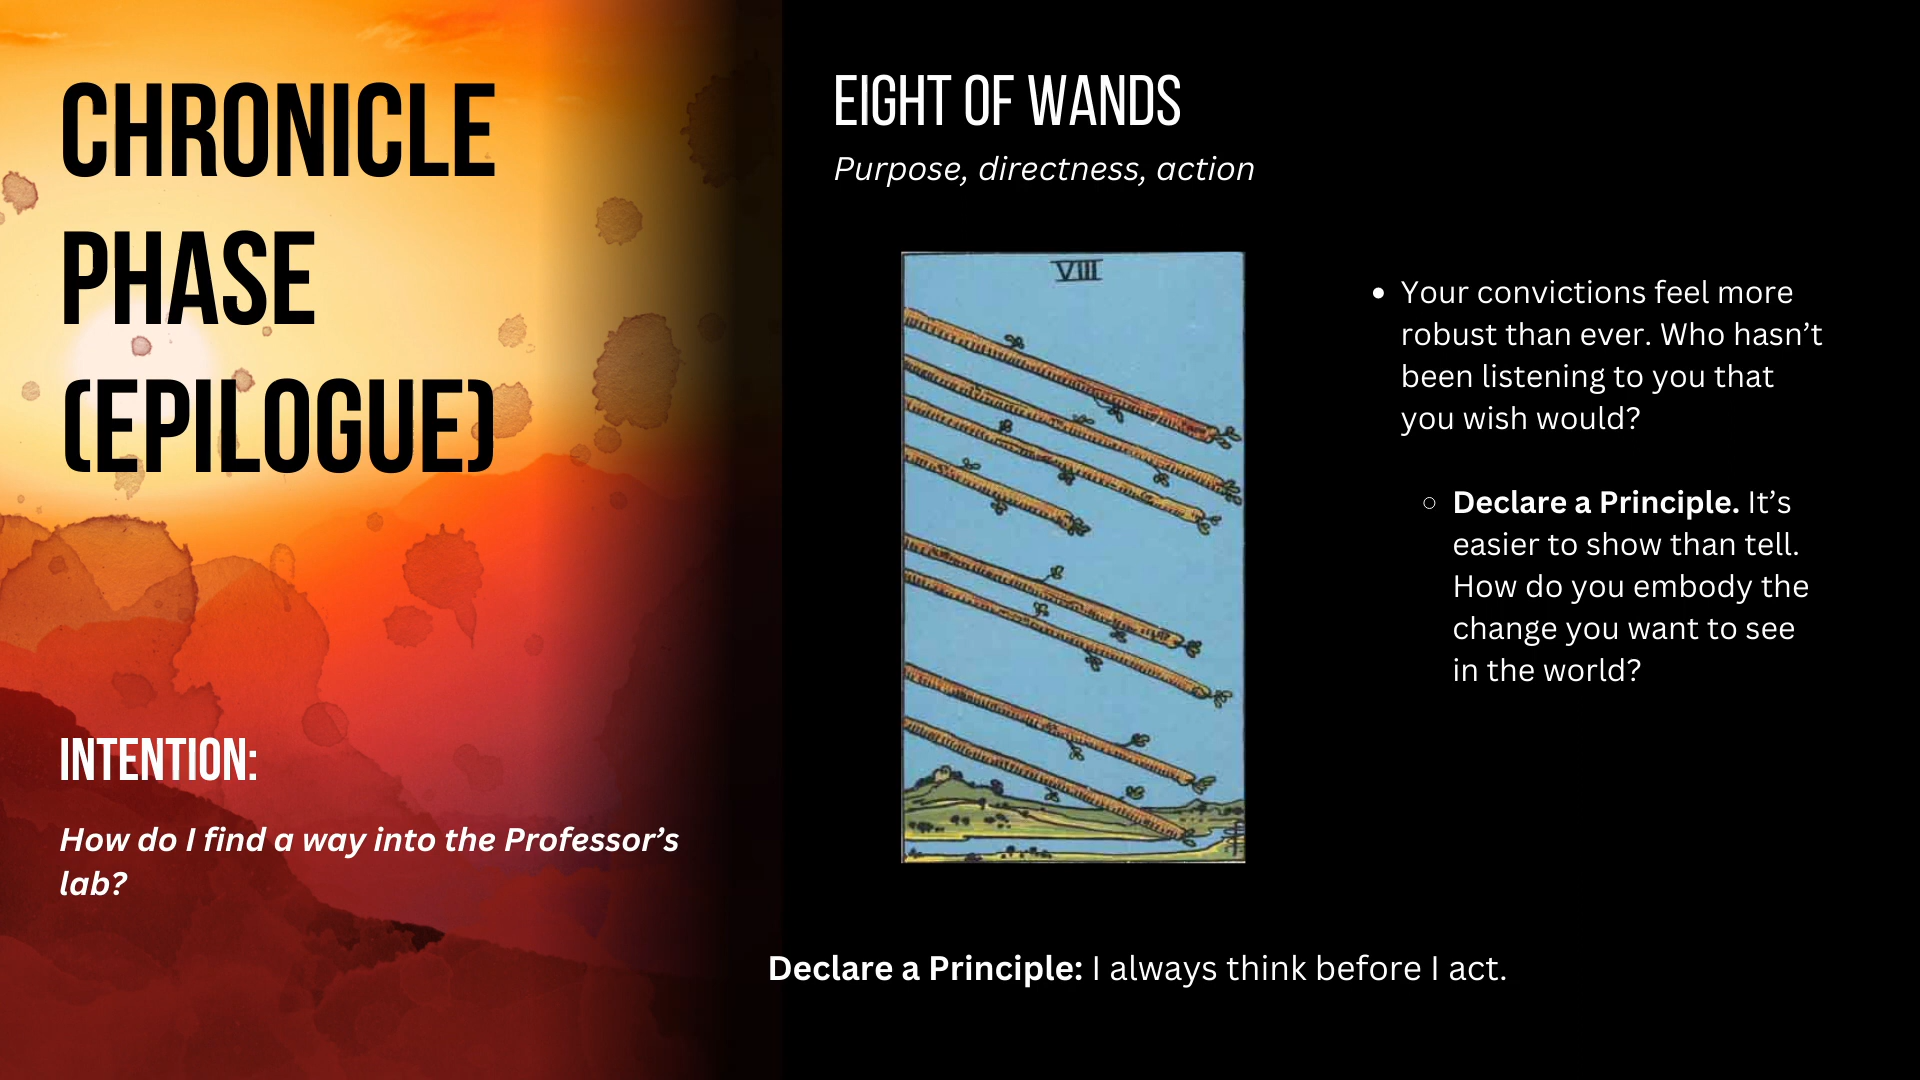 CHRONICLE
PHASE
(EPILOGUE)
INTENTION:
How do I find a way into the Professor’s
lab?
EIGHT OF WANDS
Purpose, directness, action
VIII
• Your convictions feel more
robust than ever. Who hasn’t
been listening to you that
you wish would?
◦ Declare a Principle. It’s
easier to show than tell.
How do you embody the
change you want to see
in the world?
Declare a Principle: I always think before I act.